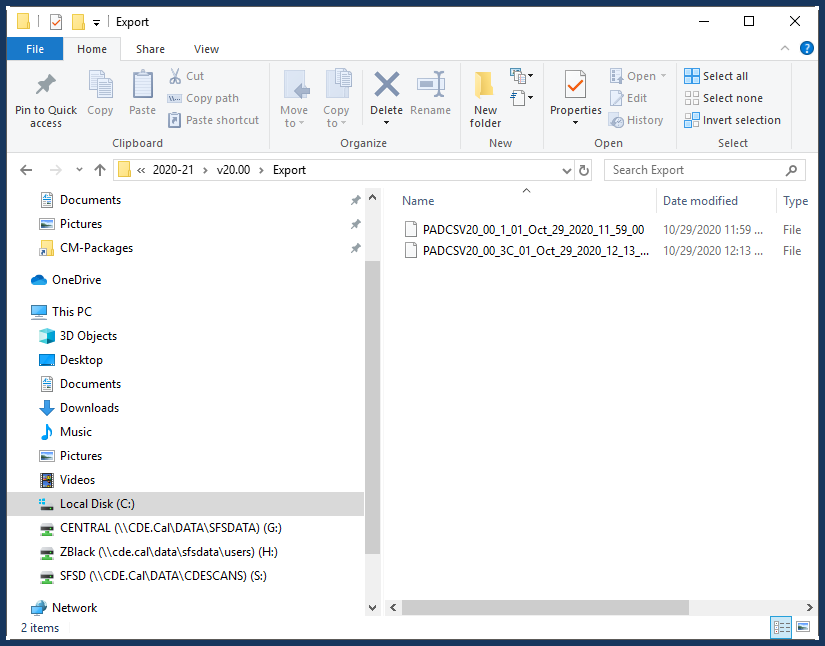 Export
File Home Share View
Pin to Quick access
Copy
Paste
Cut
Copy path
Paste shortcut
Clipboard
Move to
Copy to
Delete
Rename
Organize
New folder
New
Properties
Open
Edit
History
Open
Select all
Select none
Invert selection
Select
« 2020-21 › v20.00 › Export
Search Export
Documents
Pictures
CM-Packages
OneDrive
This PC
3D Objects
Desktop
Documents
Downloads
Music
Pictures
Videos
Local Disk (C:)
CENTRAL (\\CDE.Cal\DATA\SFSDATA) (G:)
ZBlack (\\cde.cal\data\sfsdata\users) (H:)
SFSD (\\CDE.Cal\DATA\CDESCANS) (S:)
Network
Name Date modified Type
PADCSV20_00_1_01_Oct_29_2020_11_59_00 10/29/2020 11:59 ... File
PADCSV20_00_3C_01_Oct_29_2020_12_13_... 10/29/2020 12:13 ... File
2 items